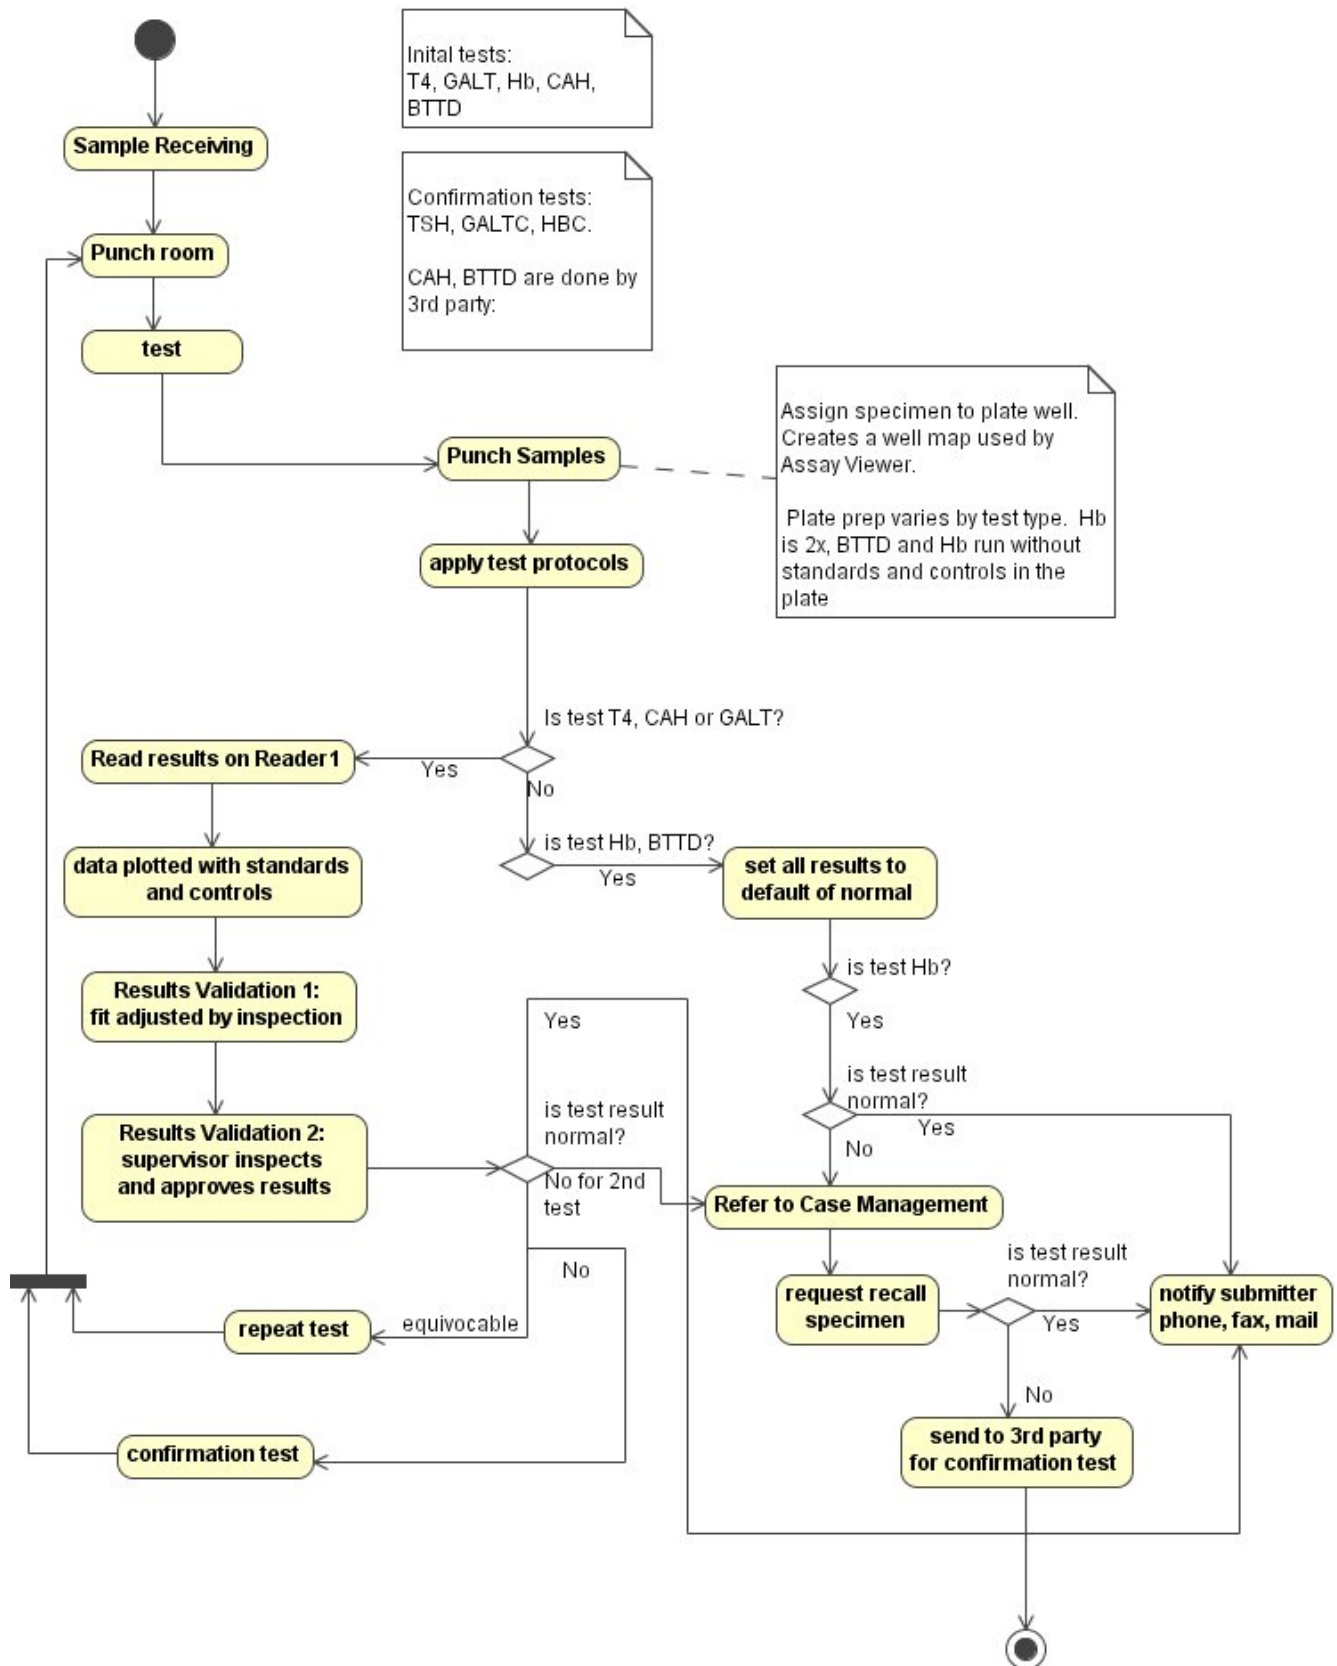 Inital tests:
T4, GALT, Hb, CAH,
BTTD
Sample Receiving
Confirmation tests:
TSH, GALTC, HBC.
CAH, BTTD are done by
3rd party:
Punch room
test
Assign specimen to plate well.
Creates a well map used by
Assay Viewer.
Plate prep varies by test type.  Hb
is 2x, BTTD and Hb run without
standards and controls in the
plate
Punch Samples
apply test protocols
Is test T4, CAH or GALT?
Read results on Reader1
Yes
No
is test Hb, BTTD?
Yes
set all results to
default of normal
data plotted with standards
and controls
is test Hb?
Yes
Results Validation 1:
fit adjusted by inspection
Yes
is test result
normal?
Yes
No
is test result
normal?
No for 2nd
test
Results Validation 2:
supervisor inspects
and approves results
Refer to Case Management
No
is test result
normal?
Yes
request recall
specimen
notify submitter
phone, fax, mail
equivocable
repeat test
No
send to 3rd party
for confirmation test
confirmation test